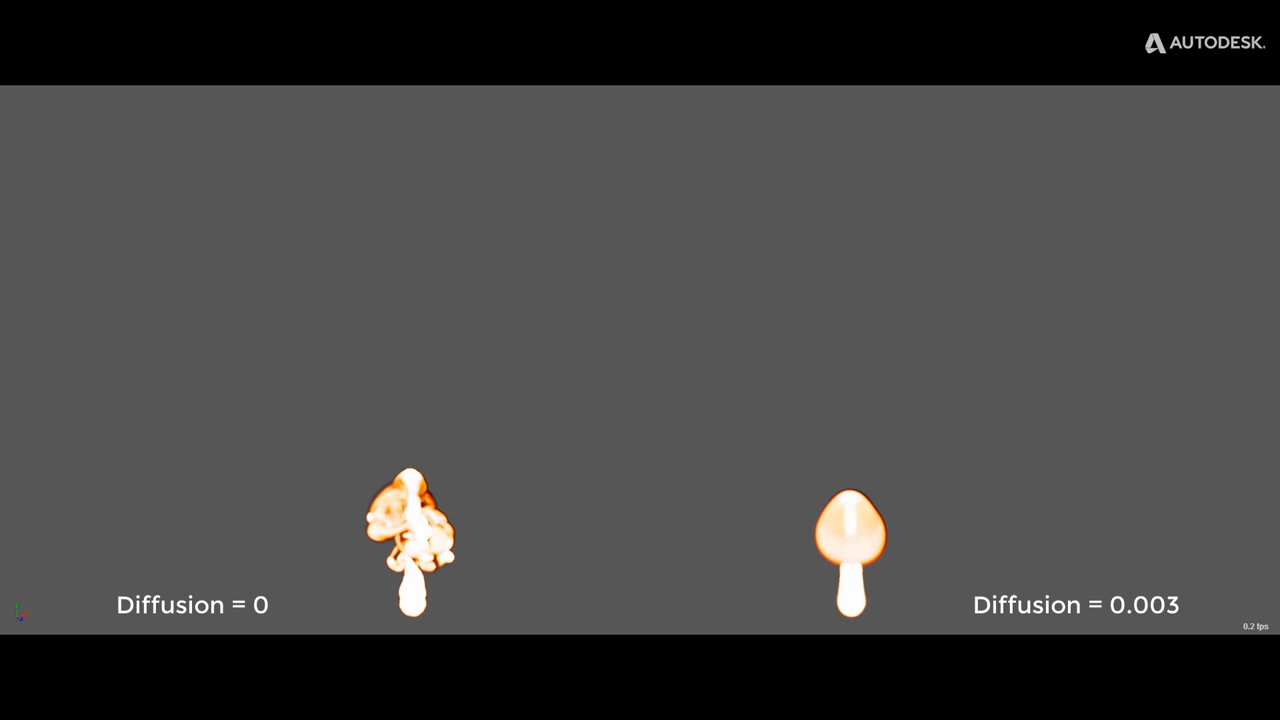 AUTODESK.
Diffusion = 0
Diffusion = 0.003
0.2 fps